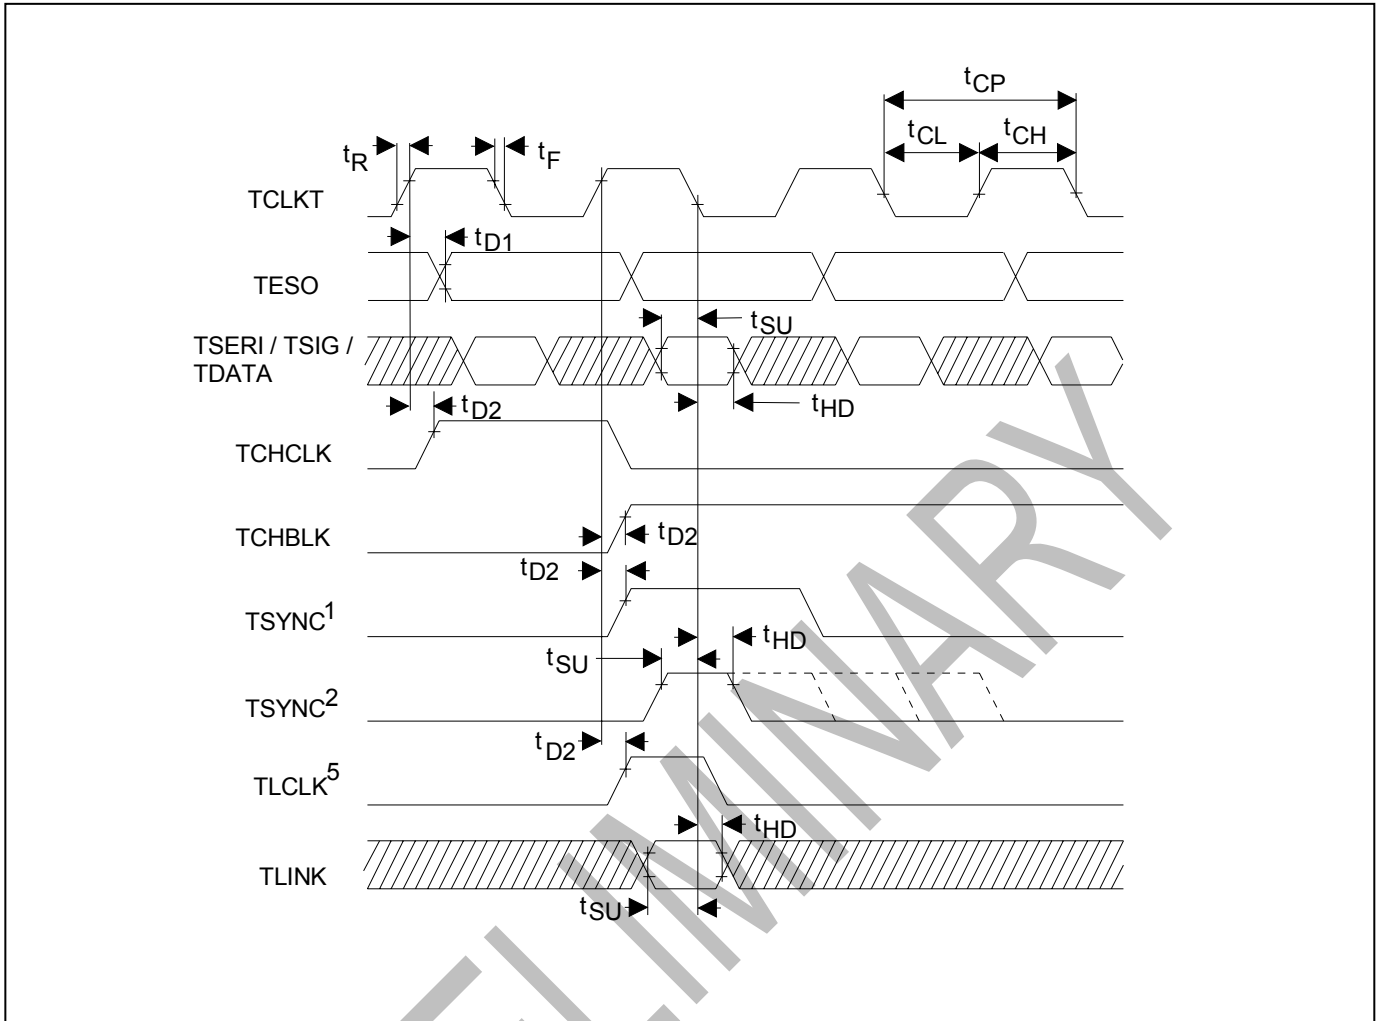 tCP
tCL
tCH
tR
tF
TCLKT
tD1
TESO
tSU
TSERI / TSIG /
TDATA
tHD
tD2
TCHCLK
TCHBLK
tD2
tD2
TSYNC1
tHD
tSU
TSYNC2
tD2
TLCLK5
tHD
TLINK
tSU
ELIMINARY